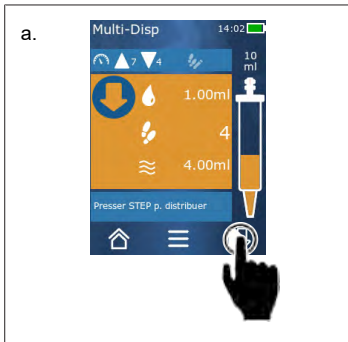 a.
Multi-Disp 14:02
7 4 10 ml
1.00ml
4
4.00ml
Presser STEP p. distribuer